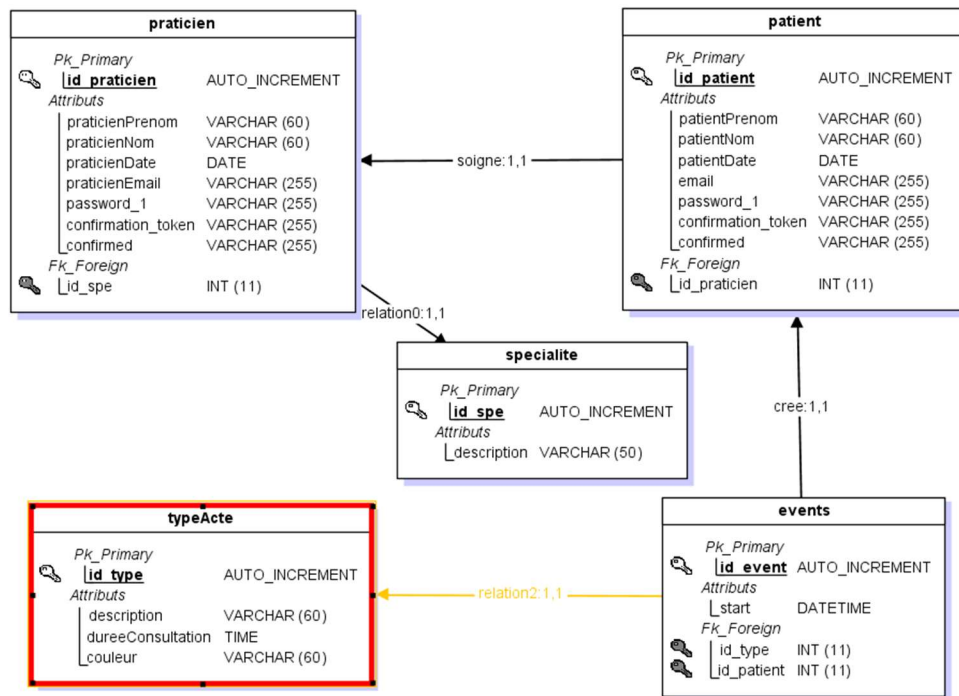 praticien
Pk_Primary
id_praticien AUTO_INCREMENT
Attributs
praticienPrenom VARCHAR (60)
praticienNom VARCHAR (60)
praticienDate DATE
praticienEmail VARCHAR (255)
password_1 VARCHAR (255)
confirmation_token VARCHAR (255)
confirmed VARCHAR (255)
Fk_Foreign
id_spe INT (11)
soigne:1,1
patient
Pk_Primary
id_patient AUTO_INCREMENT
Attributs
patientPrenom VARCHAR (60)
patientNom VARCHAR (60)
patientDate DATE
email VARCHAR (255)
password_1 VARCHAR (255)
confirmation_token VARCHAR (255)
confirmed VARCHAR (255)
Fk_Foreign
id_praticien INT (11)
relation0:1,1
specialite
Pk_Primary
id_spe AUTO_INCREMENT
Attributs
description VARCHAR (50)
cree:1,1
typeActe
Pk_Primary
id_type AUTO_INCREMENT
Attributs
description VARCHAR (60)
dureeConsultation TIME
couleur VARCHAR (60)
relation2:1,1
events
Pk_Primary
id_event AUTO_INCREMENT
Attributs
start DATETIME
Fk_Foreign
id_type INT (11)
id_patient INT (11)